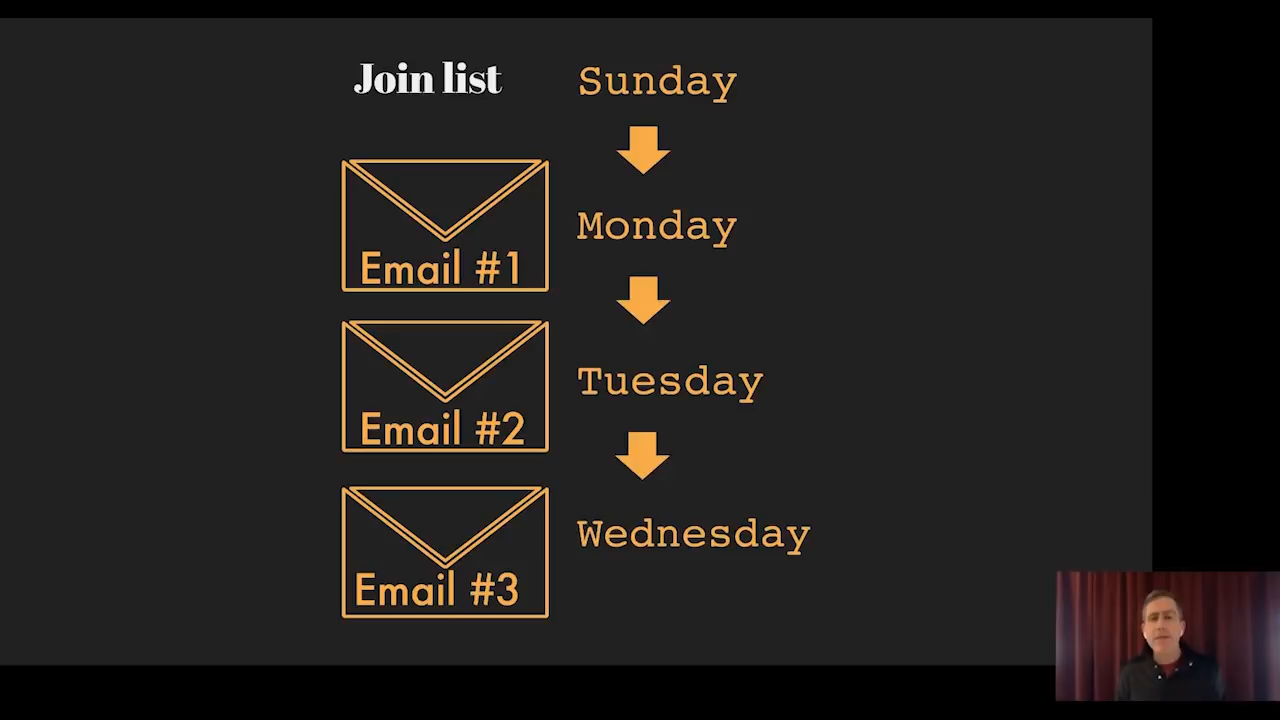 Join list
Sunday
Monday
Email #1
Tuesday
Email #2
Wednesday
Email #3